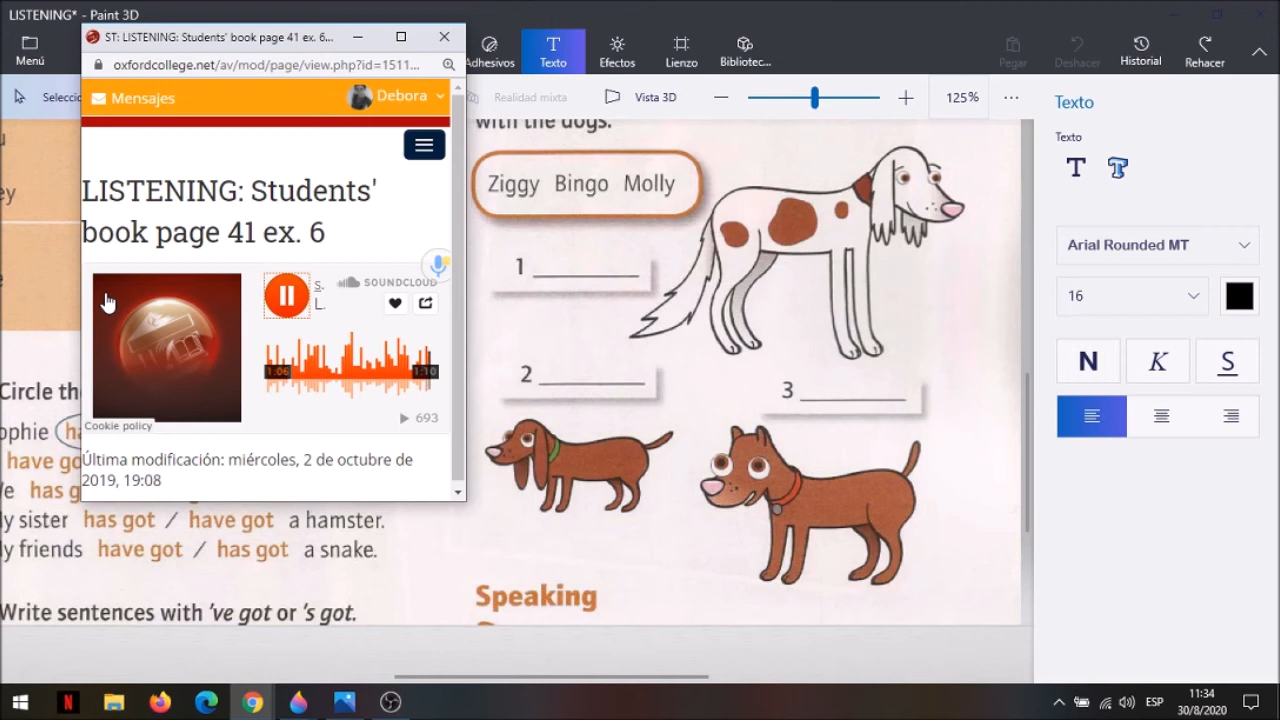 LISTENING* - Paint 3D
Menú
Adhesivos
Texto
Efectos
Lienzo
Bibliotec...
Pegar
Deshacer
Historial
Rehacer
Realidad mixta
Vista 3D
125%
Texto
Texto
Arial Rounded MT
16
N K S
ST: LISTENING: Students' book page 41 ex. 6...
oxfordcollege.net/av/mod/page/view.php?id=1511...
Mensajes
Debora
LISTENING: Students'
book page 41 ex. 6
SOUNDCLOUD
1:06
1:10
693
Cookie policy
Última modificación: miércoles, 2 de octubre de
2019, 19:08
with the dogs.
Ziggy Bingo Molly
1
2
3
Speaking
Circle the
have go
has g
y sister has got / have got a hamster.
y friends have got / has got a snake.
Write sentences with 've got or 's got.
ESP
11:34
30/8/2020